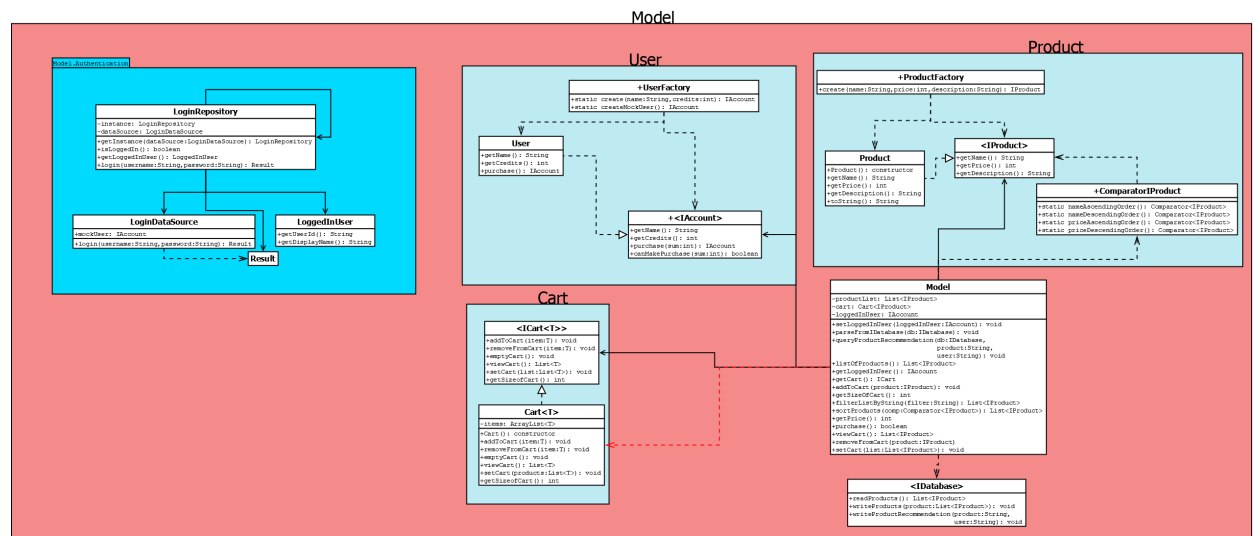 Model
Model.Authentication
LoginRepository
-instance: LoginRepository
-dataSource: LoginDataSource
+getInstance(dataSource:LoginDataSource): LoginRepository
+isLoggedIn(): boolean
+getLoggedInUser(): LoggedInUser
+login(username:String,password:String): Result
LoginDataSource
+mockUser: IAccount
+login(username:String,password:String): Result
LoggedInUser
+getUserId(): String
+getDisplayName(): String
Result
User
+UserFactory
+static create(name:String,credits:int): IAccount
+static createMockUser(): IAccount
User
+getName(): String
+getCredits(): int
+purchase(): IAccount
+<IAccount>
+getName(): String
+getCredits(): int
+purchase(sum:int): IAccount
+canMakePurchase(sum:int): boolean
Product
+ProductFactory
+create(name:String,price:int,description:String): IProduct
Product
+Product(): constructor
+getName(): String
+getPrice(): int
+getDescription(): String
+toString(): String
<IProduct>
+getName(): String
+getPrice(): int
+getDescription(): String
+ComparatorIProduct
+static nameAscendingOrder(): Comparator<IProduct>
+static nameDescendingOrder(): Comparator<IProduct>
+static priceAscendingOrder(): Comparator<IProduct>
+static priceDescendingOrder(): Comparator<IProduct>
Cart
<ICart<T>>
+addToCart(item:T): void
+removeFromCart(item:T): void
+emptyCart(): void
+viewCart(): List<T>
+setCart(list:List<T>): void
+getSizeofCart(): int
Cart<T>
-items: ArrayList<T>
+Cart(): constructor
+addToCart(item:T): void
+removeFromCart(item:T): void
+emptyCart(): void
+viewCart(): List<T>
+setCart(products:List<T>): void
+getSizeofCart(): int
Model
-productList: List<IProduct>
-cart: Cart<IProduct>
-loggedInUser: IAccount
+setLoggedInUser(loggedInUser:IAccount): void
+parseFromIDatabase(db:IDatabase): void
+queryProductRecommendation(db:IDatabase,
product:String,
user:String): void
+listOfProducts(): List<IProduct>
+getLoggedInUser(): IAccount
+getCart(): ICart
+addToCart(product:IProduct): void
+getSizeOfCart(): int
+filterListByString(filter:String): List<IProduct>
+sortProducts(comp:Comparator<IProduct>): List<IProduct>
+getPrice(): int
+purchase(): boolean
+viewCart(): List<IProduct>
+removeFromCart(product:IProduct)
+setCart(list:List<IProduct>): void
<IDatabase>
+readProducts(): List<IProduct>
+writeProducts(product:List<IProduct>): void
+writeProductRecommendation(product:String,
user:String): void